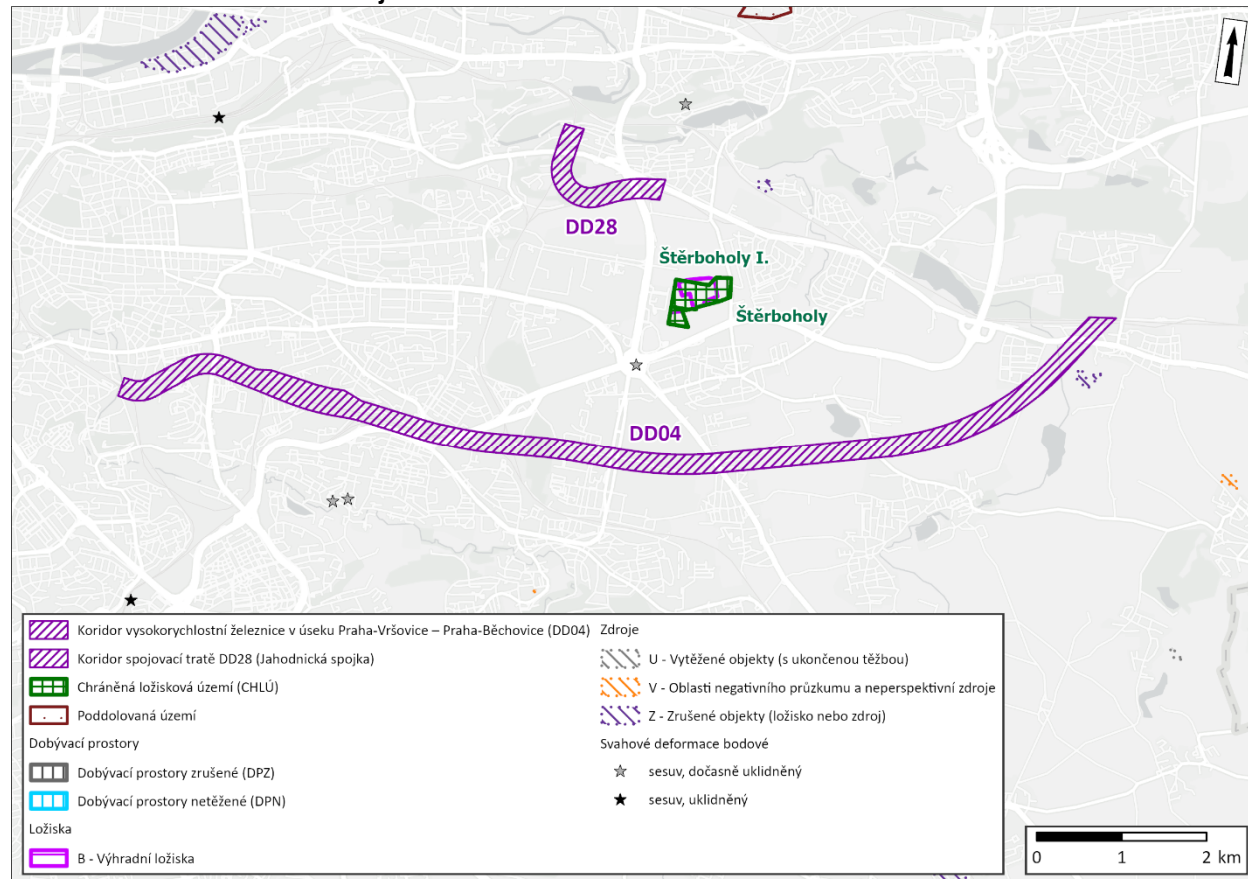 DD28
Štěrboholy I.
Štěrboholy
DD04
Koridor vysokorychlostní železnice v úseku Praha-Vršovice – Praha-Běchovice (DD04)
Koridor spojovací tratě DD28 (Jahodnická spojka)
Chráněná ložisková území (CHLÚ)
Poddolovaná území
Dobývací prostory
Dobývací prostory zrušené (DPZ)
Dobývací prostory netěžené (DPN)
Ložiska
B - Výhradní ložiska
Zdroje
U - Vytěžené objekty (s ukončenou těžbou)
V - Oblasti negativního průzkumu a neperspektivní zdroje
Z - Zrušené objekty (ložisko nebo zdroj)
Svahové deformace bodové
sesuv, dočasně uklidněný
sesuv, uklidněný
0 1 2 km